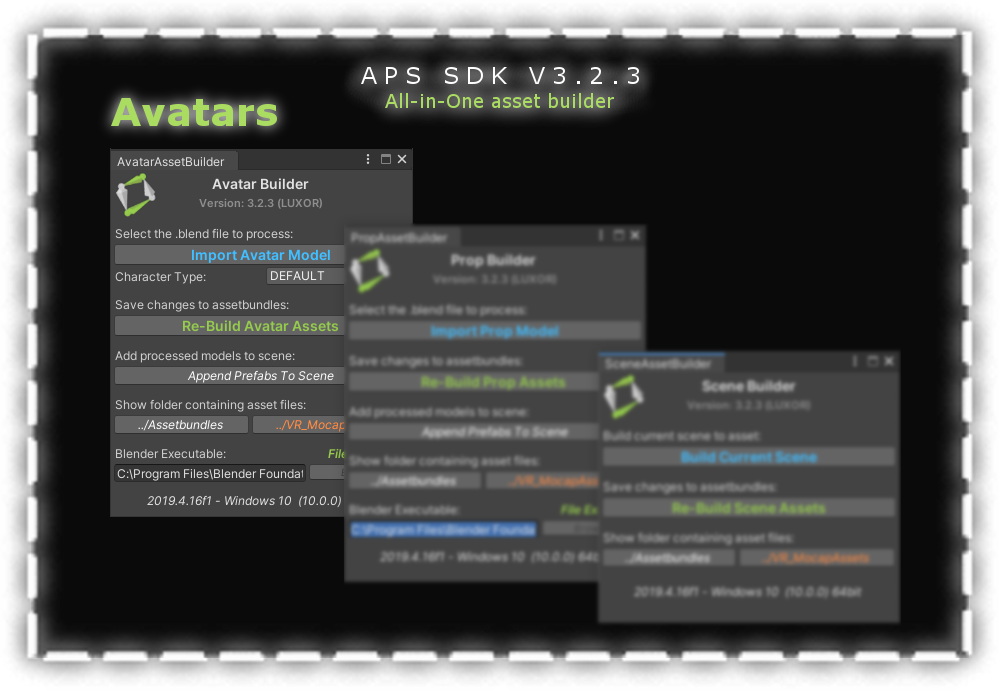 APS SDK V3.2.3
All-in-One asset builder
Avatars
AvatarAssetBuilder
Avatar Builder
Version: 3.2.3 (LUXOR)
Select the .blend file to process:
Import Avatar Model
Character Type: DEFAULT
Save changes to assetbundles:
Re-Build Avatar Assets
Add processed models to scene:
Append Prefabs To Scene
Show folder containing asset files:
../Assetbundles ../VR_Mocap
Blender Executable: File
C:\Program Files\Blender Founda
2019.4.16f1 - Windows 10 (10.0.0)
PropAssetBuilder
Prop Builder
Version: 3.2.3 (LUXOR)
Select the .blend file to process:
Import Prop Model
Save changes to assetbundles:
Re-Build Prop Assets
Add processed models to scene:
Append Prefabs To Scene
Show folder containing asset files:
../Assetbundles ../VR_MocapAss
Blender Executable: File Ex
C:\Program Files\Blender Founda
2019.4.16f1 - Windows 10 (10.0.0) 64b
SceneAssetBuilder
Scene Builder
Version: 3.2.3 (LUXOR)
Build current scene to asset:
Build Current Scene
Save changes to assetbundles:
Re-Build Scene Assets
Show folder containing asset files:
../Assetbundles ../VR_MocapAssets
2019.4.16f1 - Windows 10 (10.0.0) 64bit